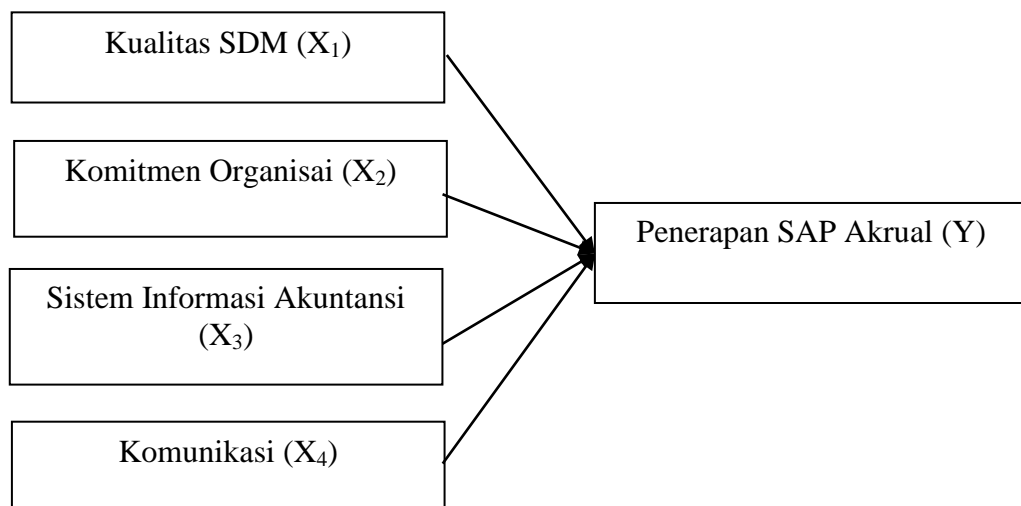 Kualitas SDM (X₁)
Komitmen Organisai (X₂)
Penerapan SAP Akrual (Y)
Sistem Informasi Akuntansi
(X₃)
Komunikasi (X₄)